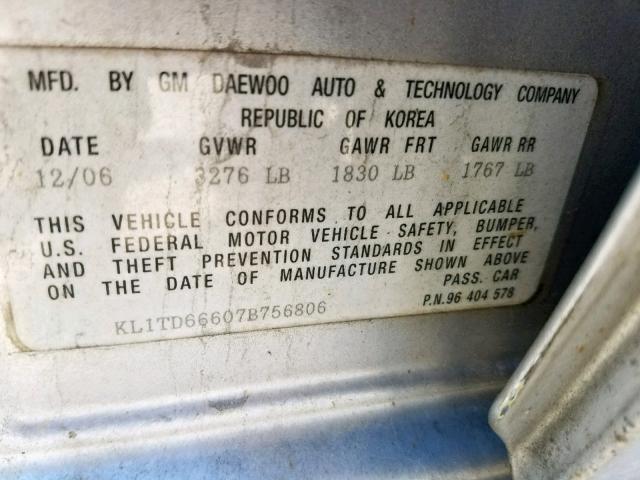 MFD. BY GM DAEWOO AUTO & TECHNOLOGY COMPANY
REPUBLIC OF KOREA
DATE GVWR GAWR FRT GAWR RR
12/06 3276 LB 1830 LB 1767 LB
THIS VEHICLE CONFORMS TO ALL APPLICABLE
U.S. FEDERAL MOTOR VEHICLE SAFETY, BUMPER,
AND THEFT PREVENTION STANDARDS IN EFFECT
ON THE DATE OF MANUFACTURE SHOWN ABOVE
PASS. CAR
KL1TD66607B756806
P.N. 96 404 578